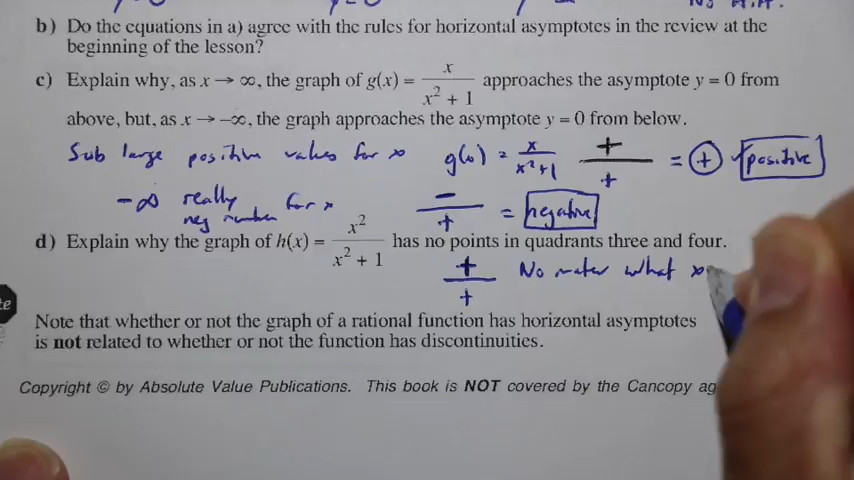 b) Do the equations in a) agree with the rules for horizontal asymptotes in the review at the
beginning of the lesson?
c) Explain why, as x → ∞, the graph of g(x) = x / x² + 1 approaches the asymptote y = 0 from
above, but, as x → -∞, the graph approaches the asymptote y = 0 from below.
Sub large positive values for x g(x) = x / x²+1 + / + = + positive
-∞ really neg number for x - / + = negative
d) Explain why the graph of h(x) = x² / x² + 1 has no points in quadrants three and four.
+ / + No mater what x
Note that whether or not the graph of a rational function has horizontal asymptotes
is not related to whether or not the function has discontinuities.
Copyright © by Absolute Value Publications. This book is NOT covered by the Cancopy ag